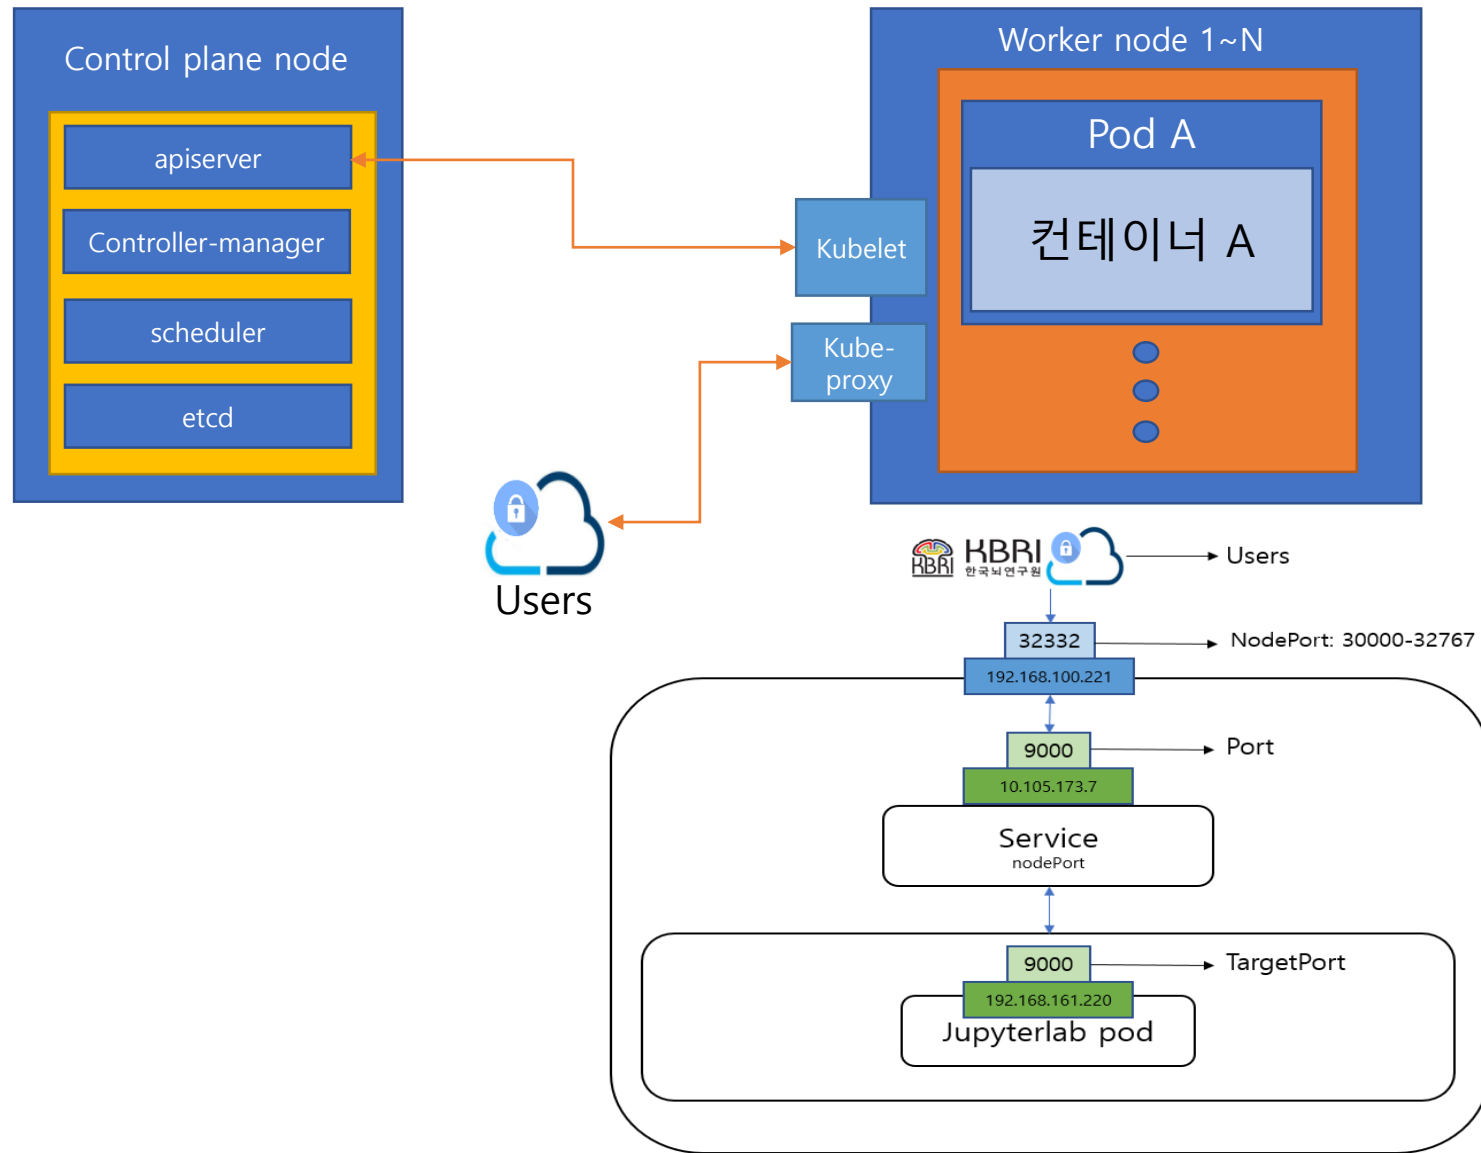 Control plane node
apiserver
Controller-manager
scheduler
etcd
Worker node 1~N
Pod A
컨테이너 A
Kubelet
Kube-
proxy
Users
KBRI
KBRI
한국뇌연구원
Users
32332
NodePort: 30000-32767
192.168.100.221
9000
Port
10.105.173.7
Service
nodePort
9000
TargetPort
192.168.161.220
Jupyterlab pod